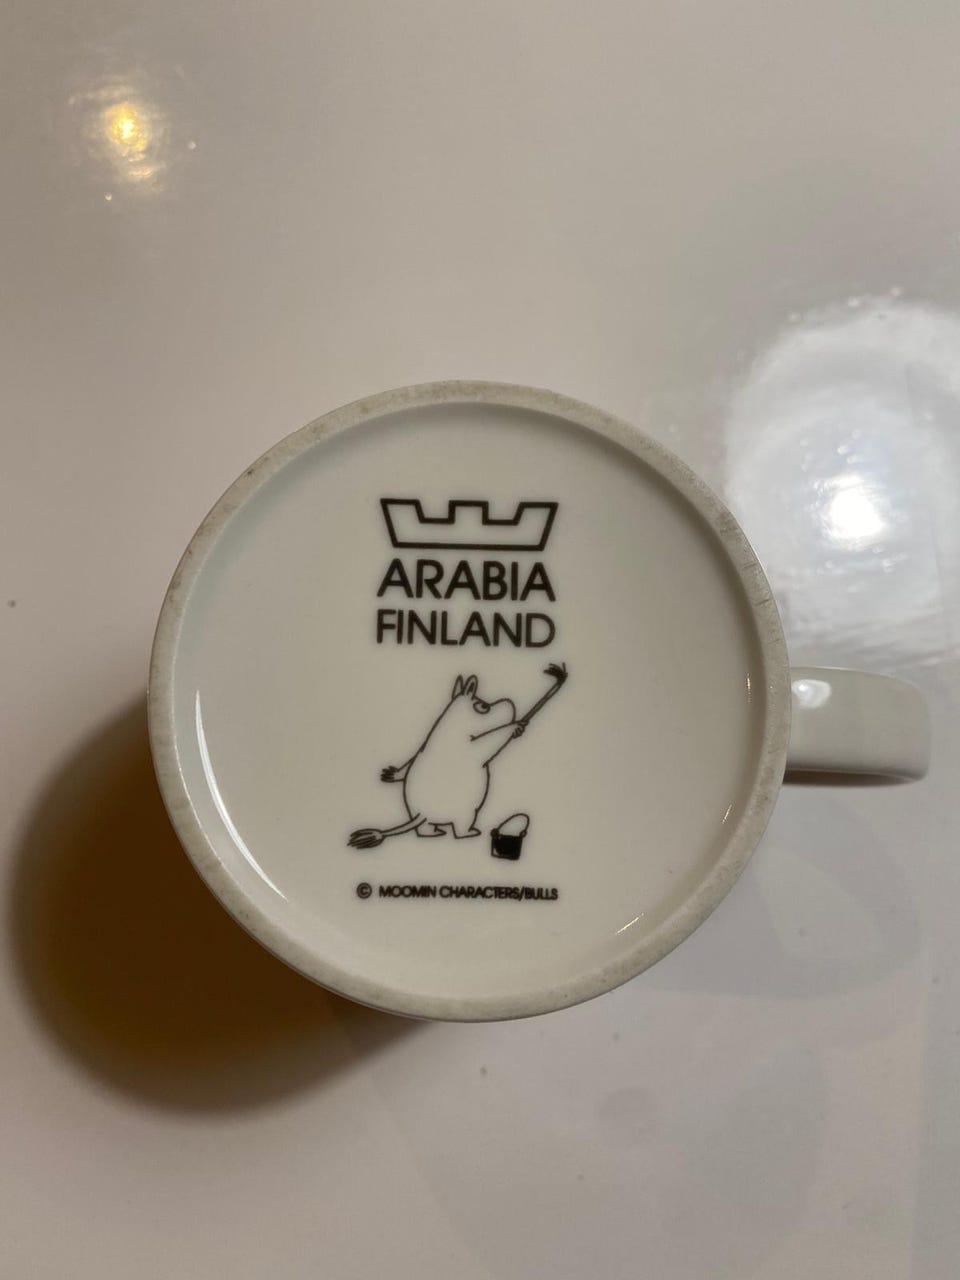 ARABIA
FINLAND
© MOOMIN CHARACTERS/BULLS